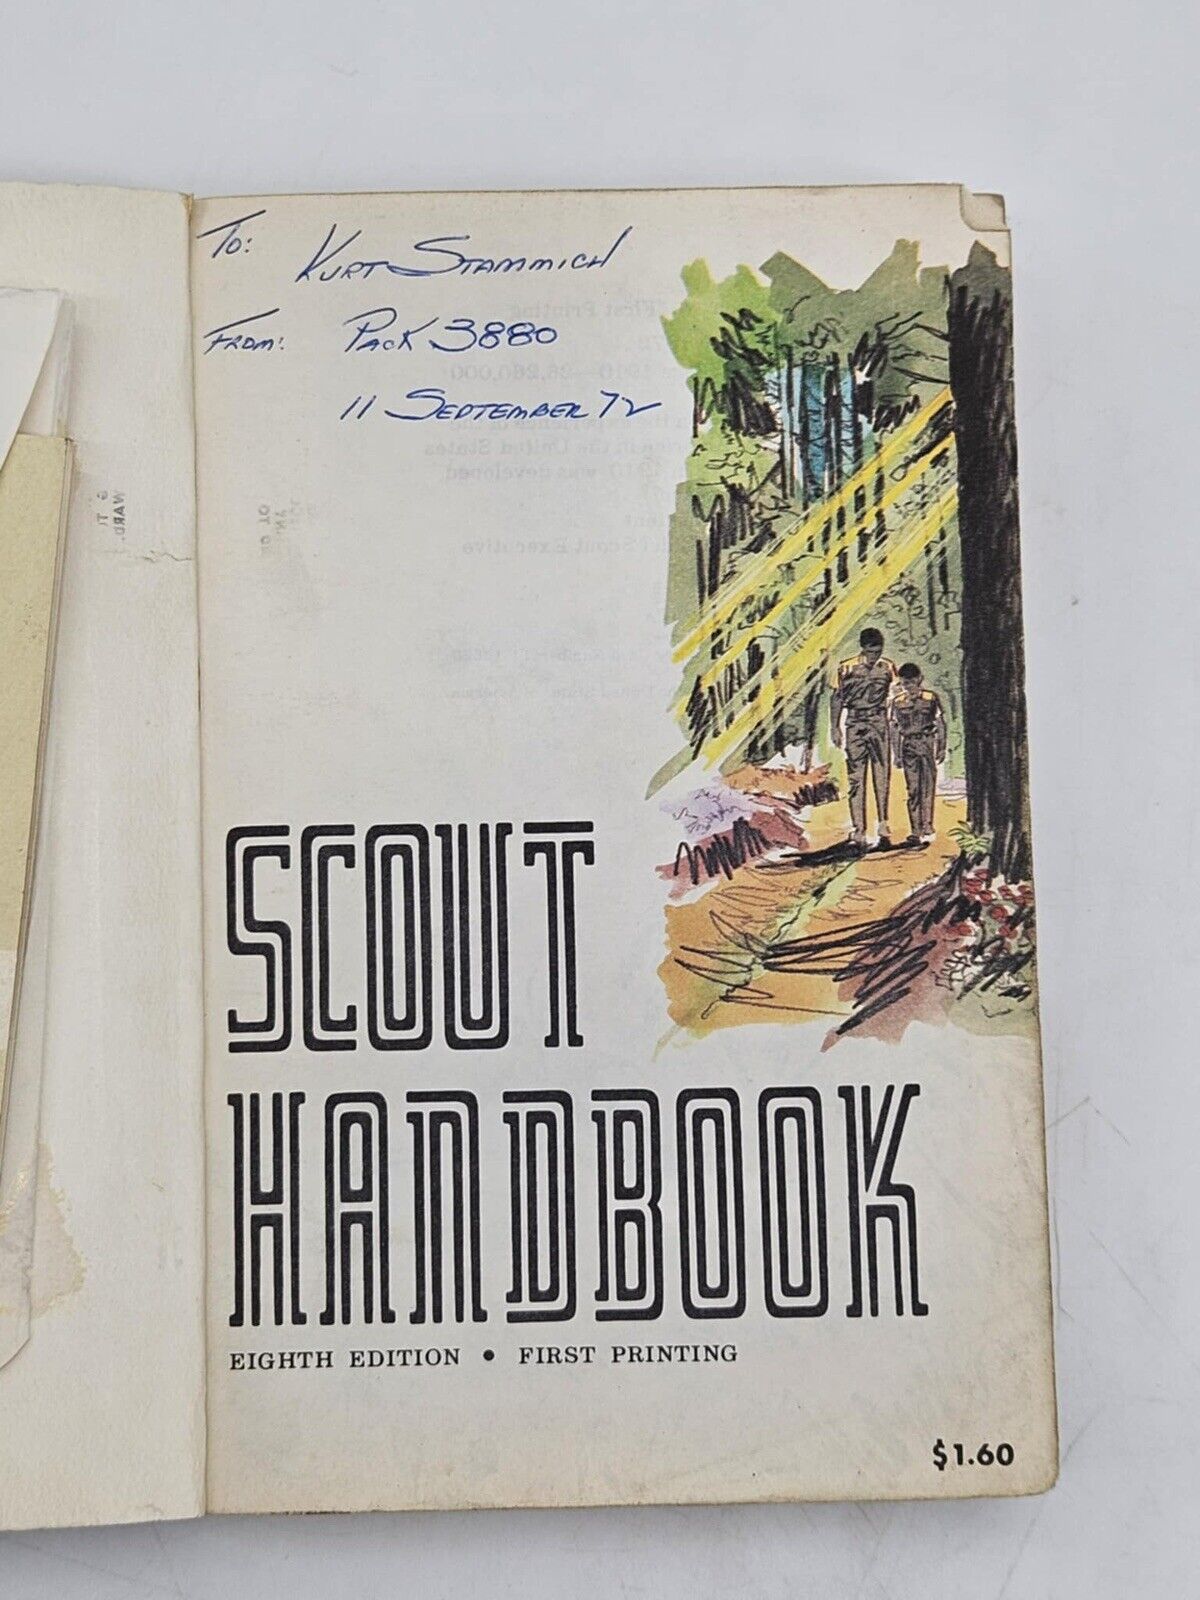 To: Kurt Stammich
From: Pack 3880
11 September 72
SCOUT
HANDBOOK
EIGHTH EDITION • FIRST PRINTING
$1.60